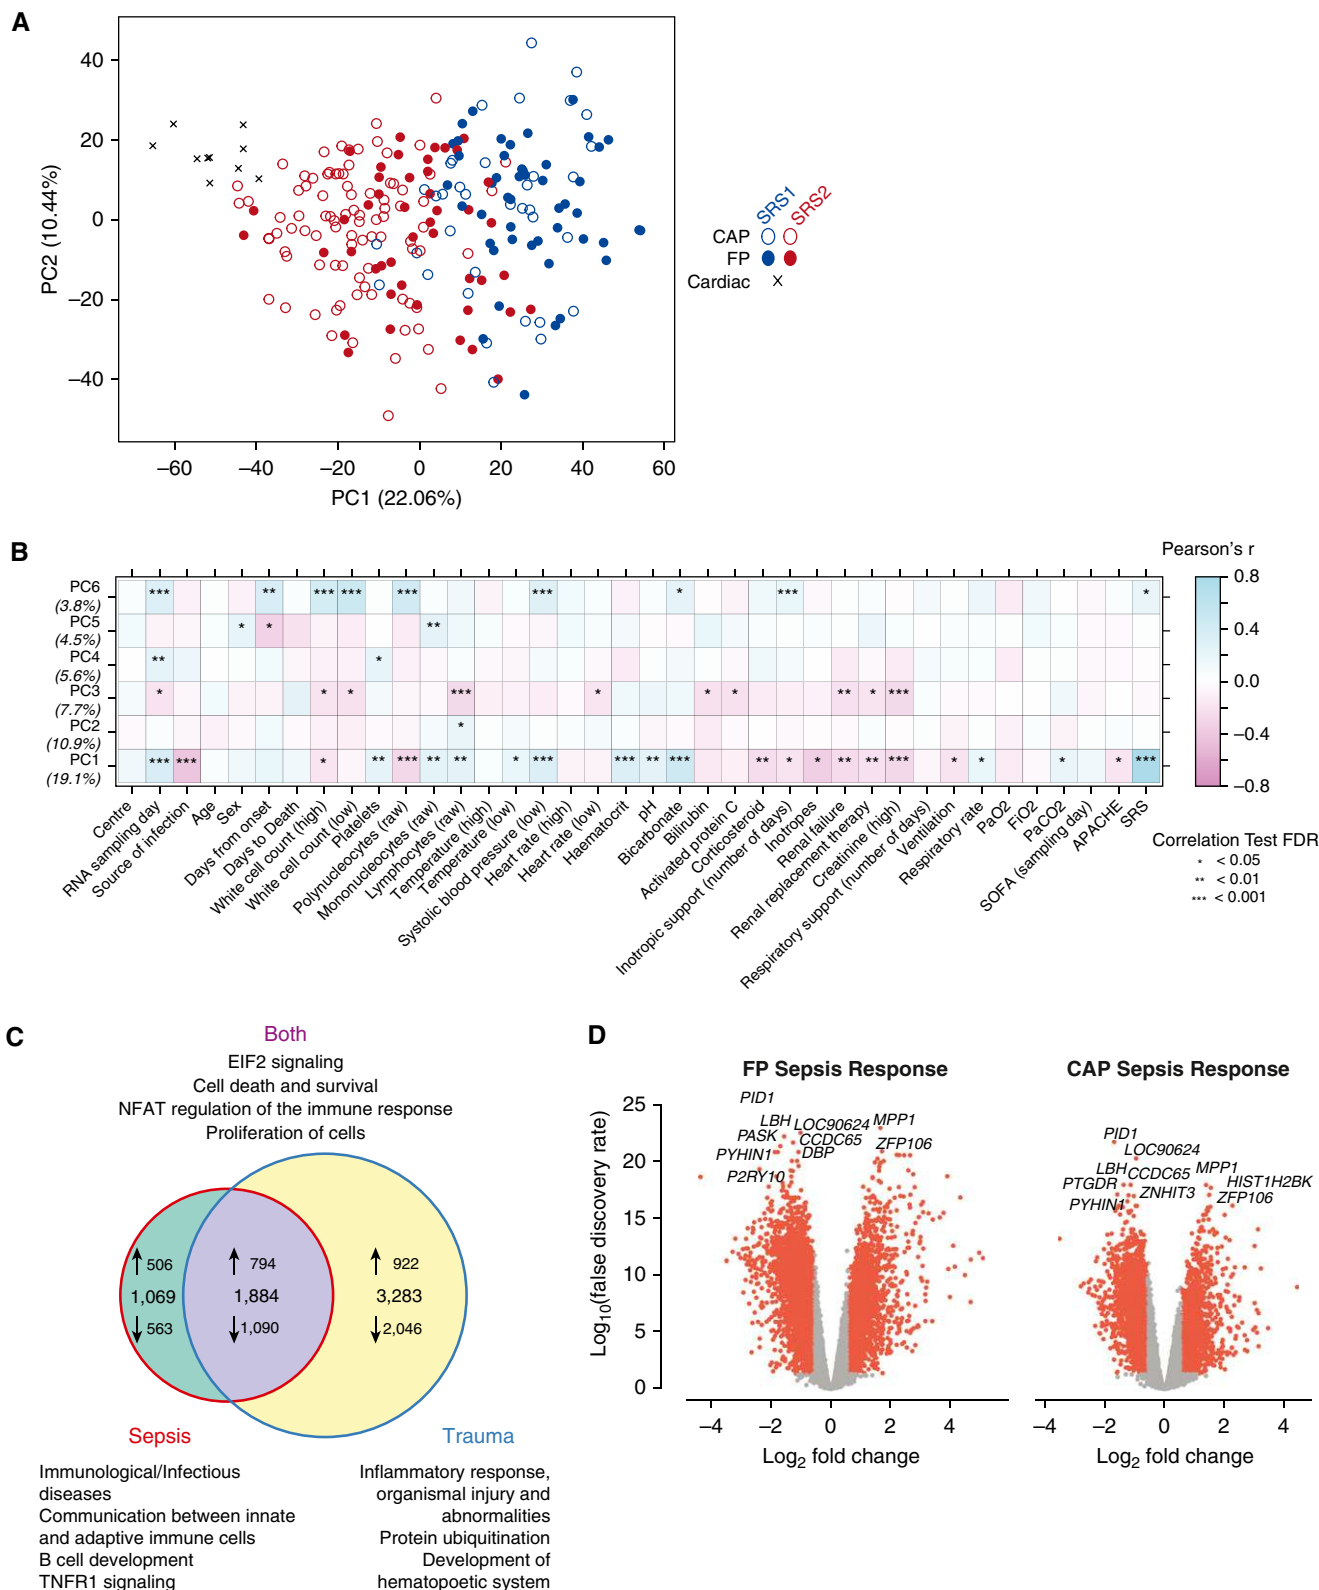 A
40
20
0
−20
−40
PC2 (10.44%)
−60
−40
−20
0
20
40
60
PC1 (22.06%)
SRS1
SRS2
CAP
FP
Cardiac
B
Pearson's r
PC6
(3.8%)
*** ** *** *** *** *** * *** *
PC5
(4.5%)
* * **
PC4
(5.6%)
** *
PC3
(7.7%)
* * * *** * * * ** * ***
PC2
(10.9%)
*
PC1
(19.1%)
*** *** * ** *** ** ** * *** *** ** *** ** * * ** ** *** * * * * ***
0.8
0.4
0.0
−0.4
−0.8
Centre
RNA sampling day
Source of infection
Age
Sex
Days from onset
Days to Death
White cell count (high)
White cell count (low)
Platelets
Polynucleocytes (raw)
Mononucleocytes (raw)
Lymphocytes (raw)
Temperature (high)
Temperature (low)
Systolic blood pressure (low)
Heart rate (high)
Heart rate (low)
Haematocrit
pH
Bicarbonate
Bilirubin
Activated protein C
Corticosteroid
Inotropic support (number of days)
Inotropes
Renal failure
Renal replacement therapy
Creatinine (high)
Respiratory support (number of days)
Ventilation
Respiratory rate
PaO2
FiO2
PaCO2
SOFA (sampling day)
APACHE
SRS
Correlation Test FDR
* < 0.05
** < 0.01
*** < 0.001
C
Both
EIF2 signaling
Cell death and survival
NFAT regulation of the immune response
Proliferation of cells
506
1,069
563
794
1,884
1,090
922
3,283
2,046
Sepsis
Immunological/Infectious
diseases
Communication between innate
and adaptive immune cells
B cell development
TNFR1 signaling
Trauma
Inflammatory response,
organismal injury and
abnormalities
Protein ubiquitination
Development of
hematopoetic system
D
FP Sepsis Response
25
20
15
10
5
0
Log10(false discovery rate)
PID1
LBH
LOC90624
MPP1
PASK
CCDC65
ZFP106
PYHIN1
DBP
P2RY10
−4
−2
0
2
4
Log2 fold change
CAP Sepsis Response
PID1
LOC90624
LBH
CCDC65
MPP1
PTGDR
HIST1H2BK
ZNHIT3
ZFP106
PYHIN1
−4
−2
0
2
4
Log2 fold change